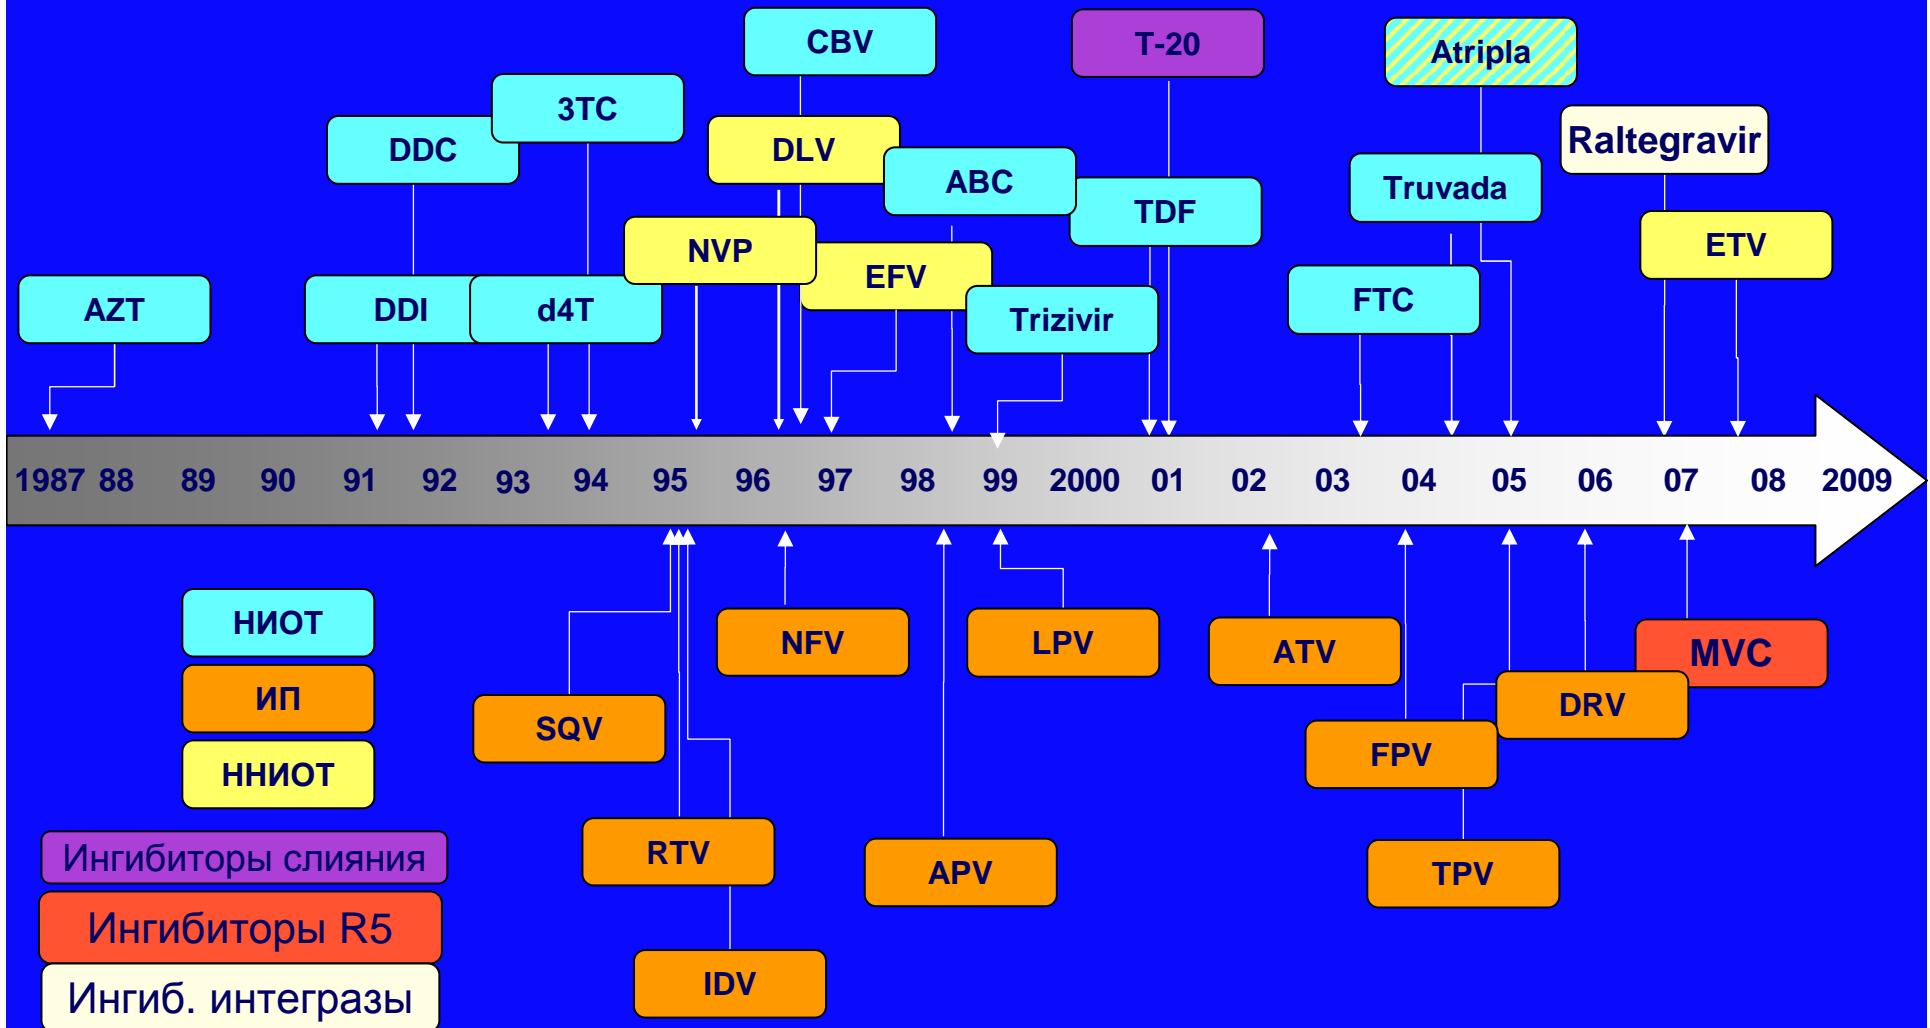 CBV
T-20
Atripla
3TC
DDC
DLV
Raltegravir
ABC
Truvada
TDF
NVP
ETV
EFV
AZT
DDI
d4T
Trizivir
FTC
1987 88 89 90 91 92 93 94 95 96 97 98 99 2000 01 02 03 04 05 06 07 08 2009
НИОТ
NFV
LPV
ATV
MVC
ИП
SQV
DRV
FPV
ННИОТ
RTV
APV
TPV
Ингибиторы слияния
Ингибиторы R5
IDV
Ингиб. интегразы